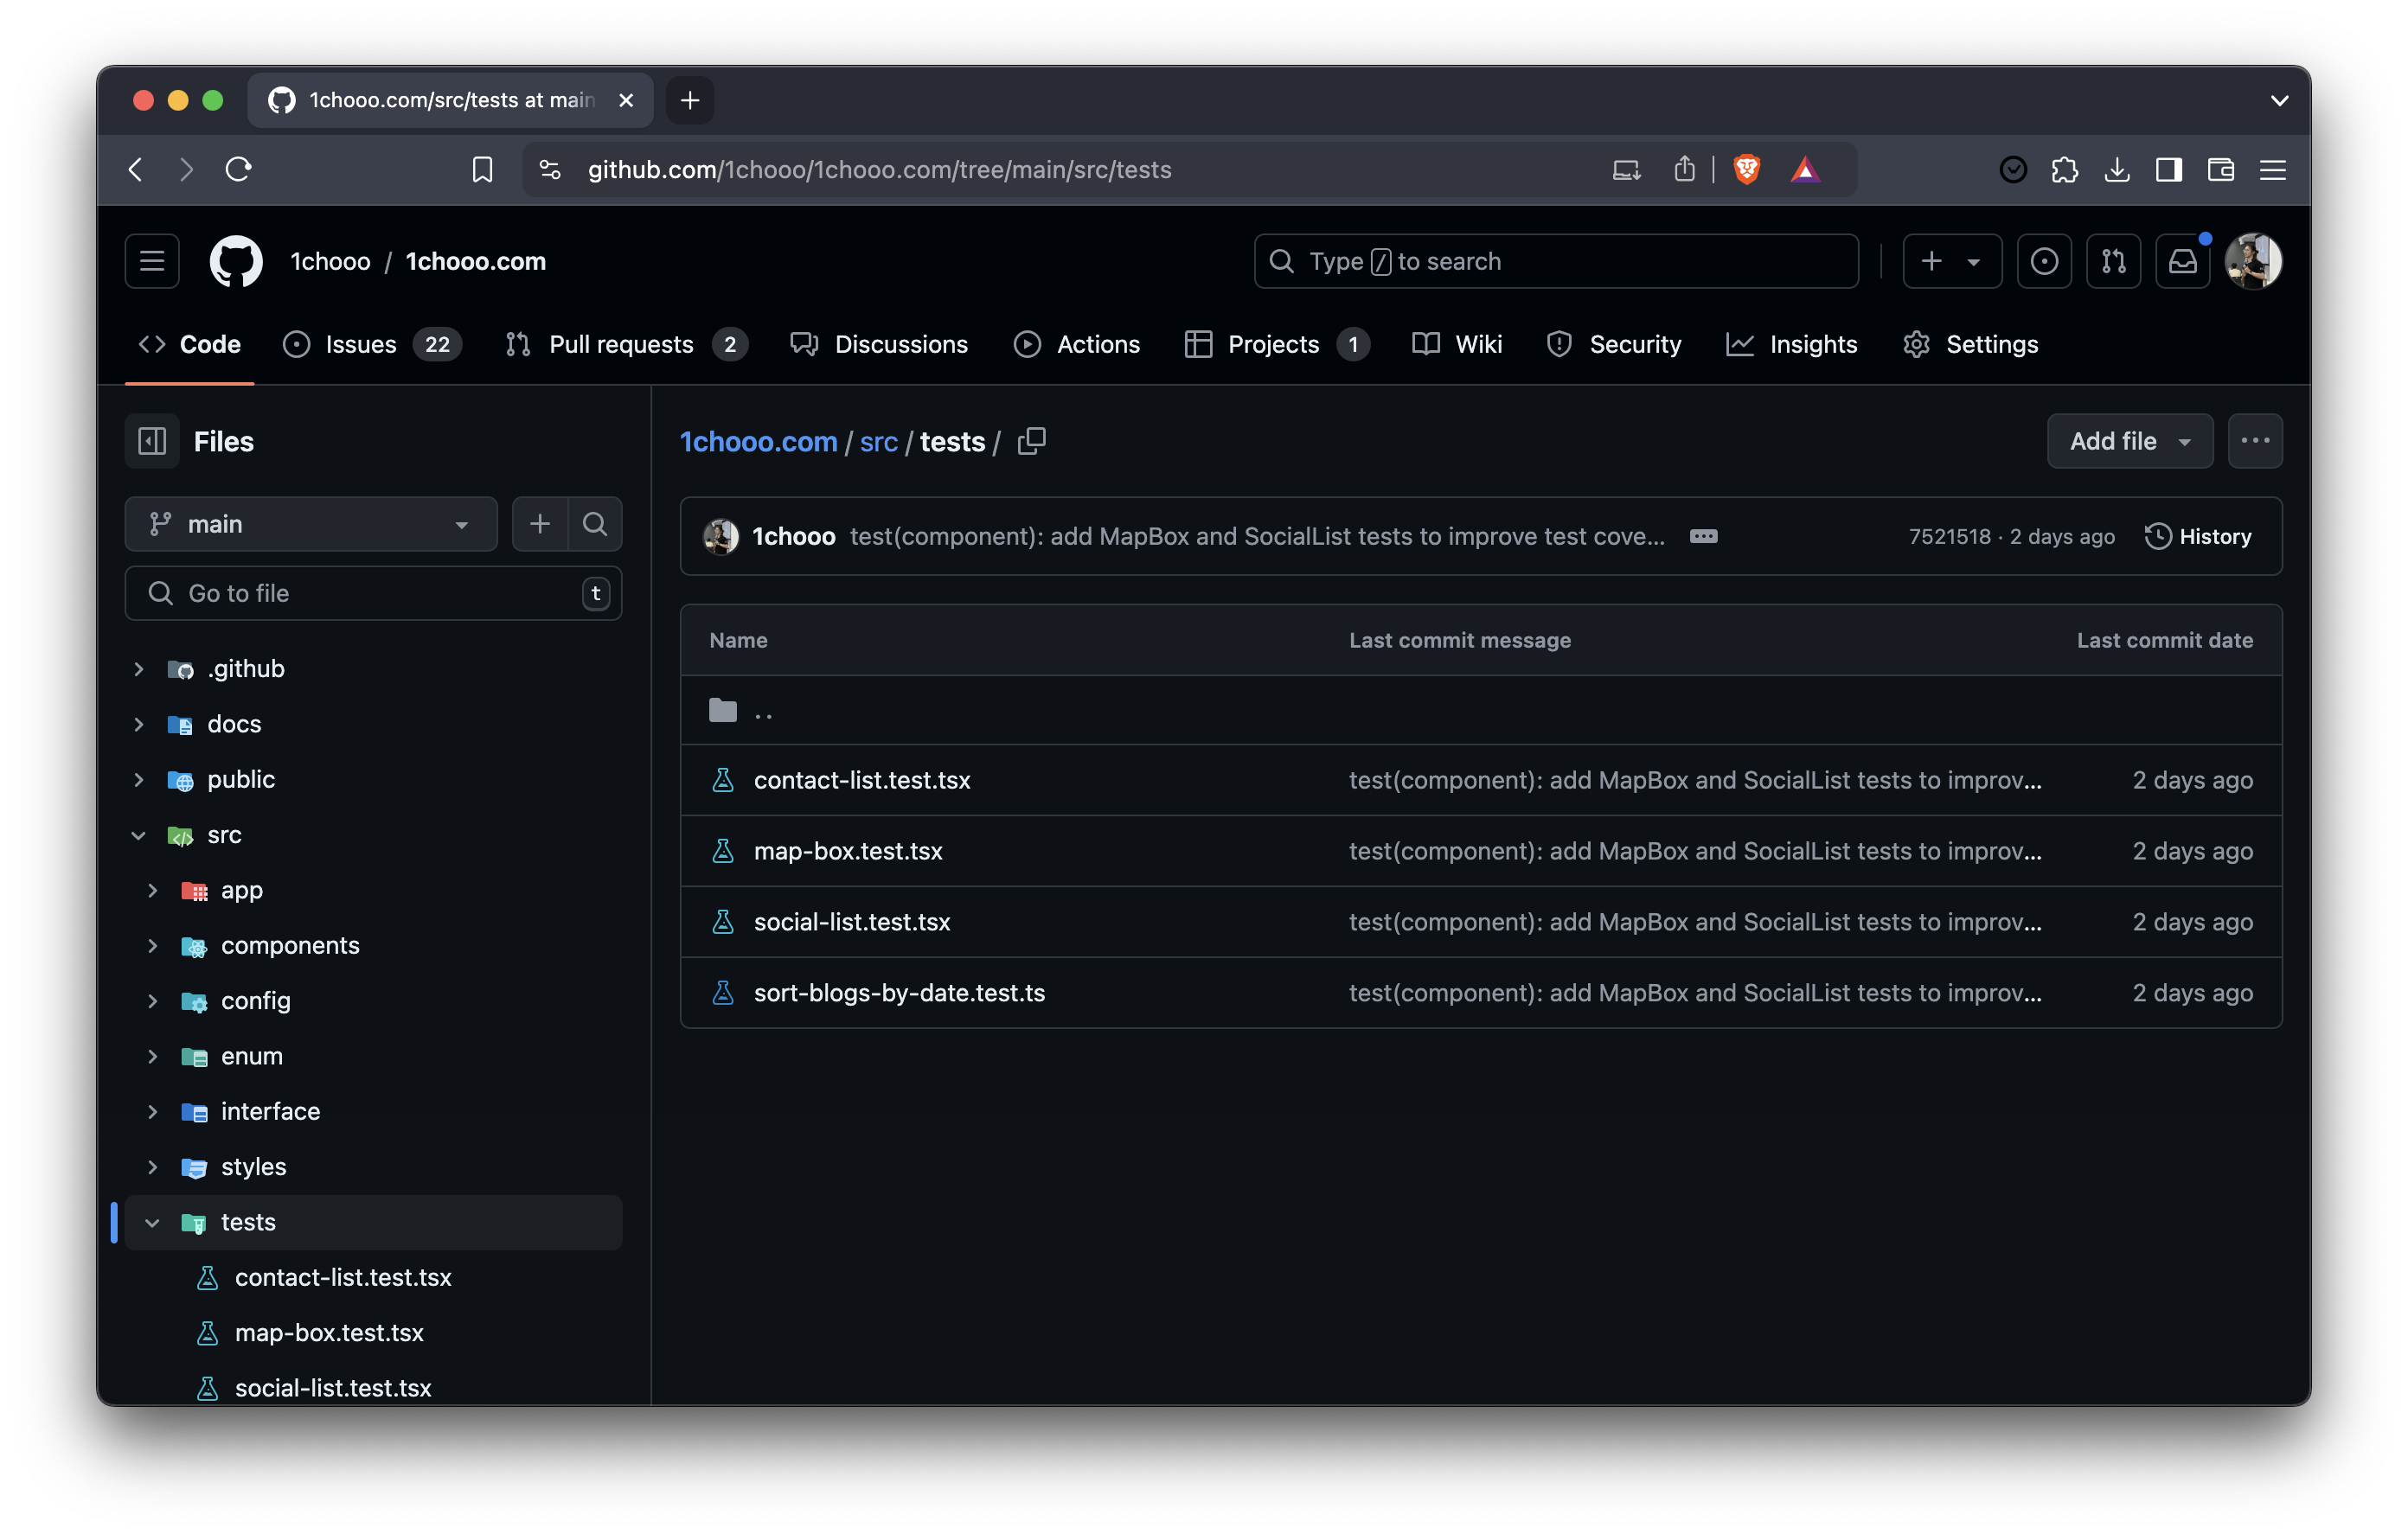 1chooo.com/src/tests at main
github.com/1chooo/1chooo.com/tree/main/src/tests
1chooo / 1chooo.com
Type / to search
Code
Issues 22
Pull requests 2
Discussions
Actions
Projects 1
Wiki
Security
Insights
Settings
Files
main
Go to file
t
.github
docs
public
src
app
components
config
enum
interface
styles
tests
contact-list.test.tsx
map-box.test.tsx
social-list.test.tsx
1chooo.com / src / tests /
Add file
1chooo test(component): add MapBox and SocialList tests to improve test cove... 7521518 · 2 days ago History
Name Last commit message Last commit date
..
contact-list.test.tsx test(component): add MapBox and SocialList tests to improv... 2 days ago
map-box.test.tsx test(component): add MapBox and SocialList tests to improv... 2 days ago
social-list.test.tsx test(component): add MapBox and SocialList tests to improv... 2 days ago
sort-blogs-by-date.test.ts test(component): add MapBox and SocialList tests to improv... 2 days ago